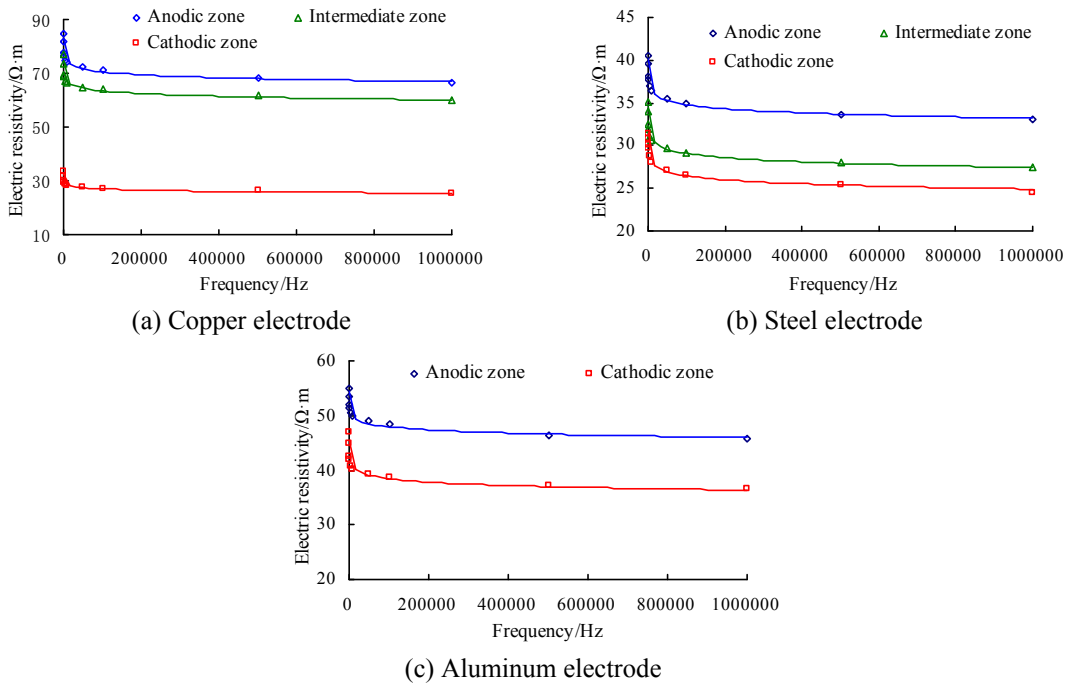 Anodic zone
Intermediate zone
Cathodic zone
Electric resistivity/Ω·m
90
70
50
30
10
0
200000
400000
600000
800000
1000000
Frequency/Hz
(a) Copper electrode
Anodic zone
Intermediate zone
Cathodic zone
Electric resistivity/Ω·m
45
40
35
30
25
20
0
200000
400000
600000
800000
1000000
Frequency/Hz
(b) Steel electrode
Anodic zone
Cathodic zone
Electric resistivity/Ω·m
60
50
40
30
20
0
200000
400000
600000
800000
1000000
Frequency/Hz
(c) Aluminum electrode